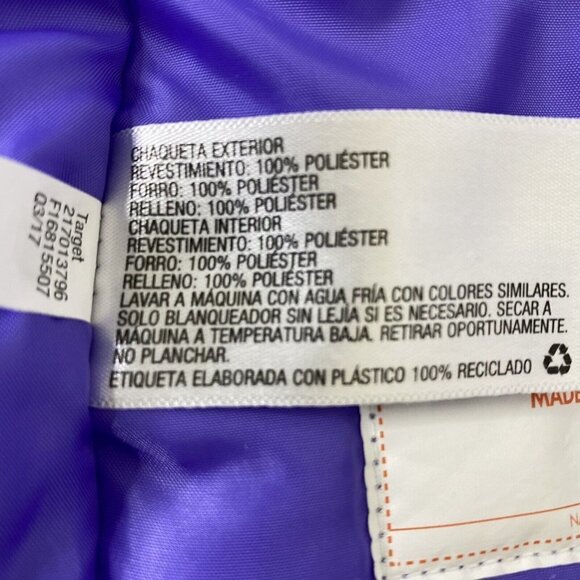 CHAQUETA EXTERIOR
REVESTIMIENTO: 100% POLIÉSTER
FORRO: 100% POLIÉSTER
RELLENO: 100% POLIÉSTER
CHAQUETA INTERIOR
REVESTIMIENTO: 100% POLIÉSTER
FORRO: 100% POLIÉSTER
RELLENO: 100% POLIÉSTER
LAVAR A MÁQUINA CON AGUA FRÍA CON COLORES SIMILARES.
SOLO BLANQUEADOR SIN LEJÍA SI ES NECESARIO. SECAR A
MÁQUINA A TEMPERATURA BAJA. RETIRAR OPORTUNAMENTE.
NO PLANCHAR.
ETIQUETA ELABORADA CON PLÁSTICO 100% RECICLADO
Target
217013796
F16815507
Q3/17
MADE